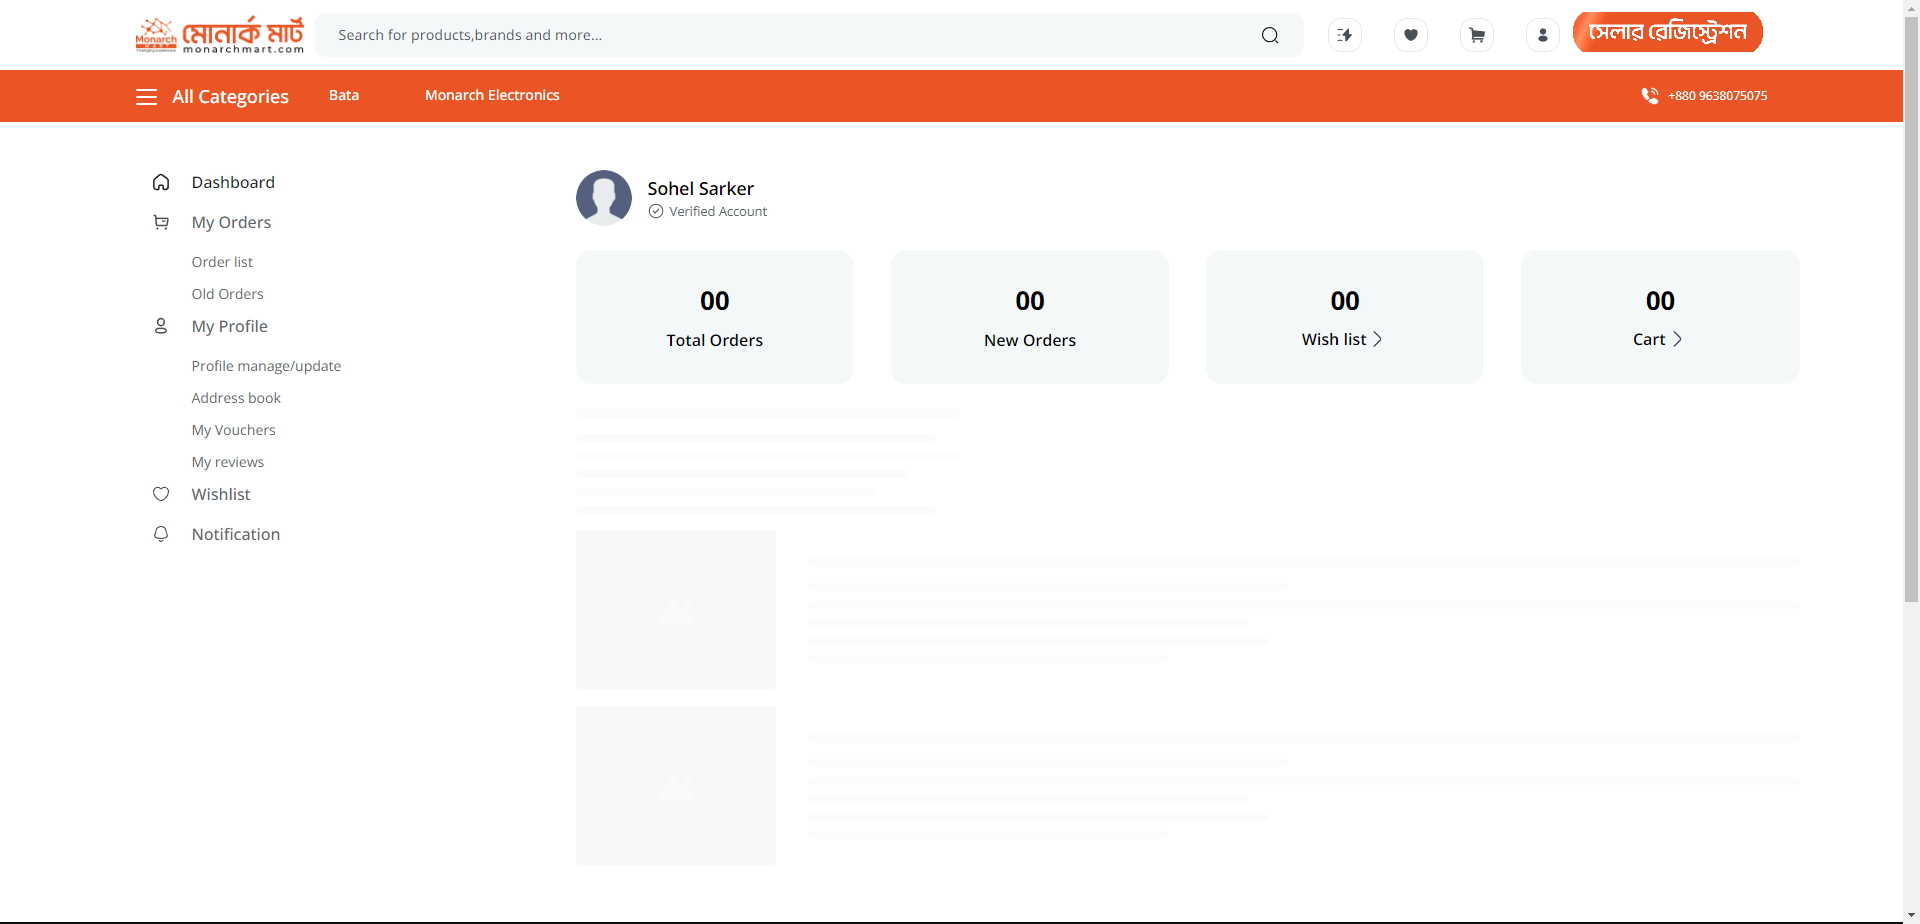 Monarch
MART
মোনার্ক মার্ট
monarchmart.com
Search for products,brands and more...
সেলার রেজিস্ট্রেশন
All Categories
Bata
Monarch Electronics
+880 9638075075
Dashboard
My Orders
Order list
Old Orders
My Profile
Profile manage/update
Address book
My Vouchers
My reviews
Wishlist
Notification
Sohel Sarker
Verified Account
00
Total Orders
00
New Orders
00
Wish list
00
Cart